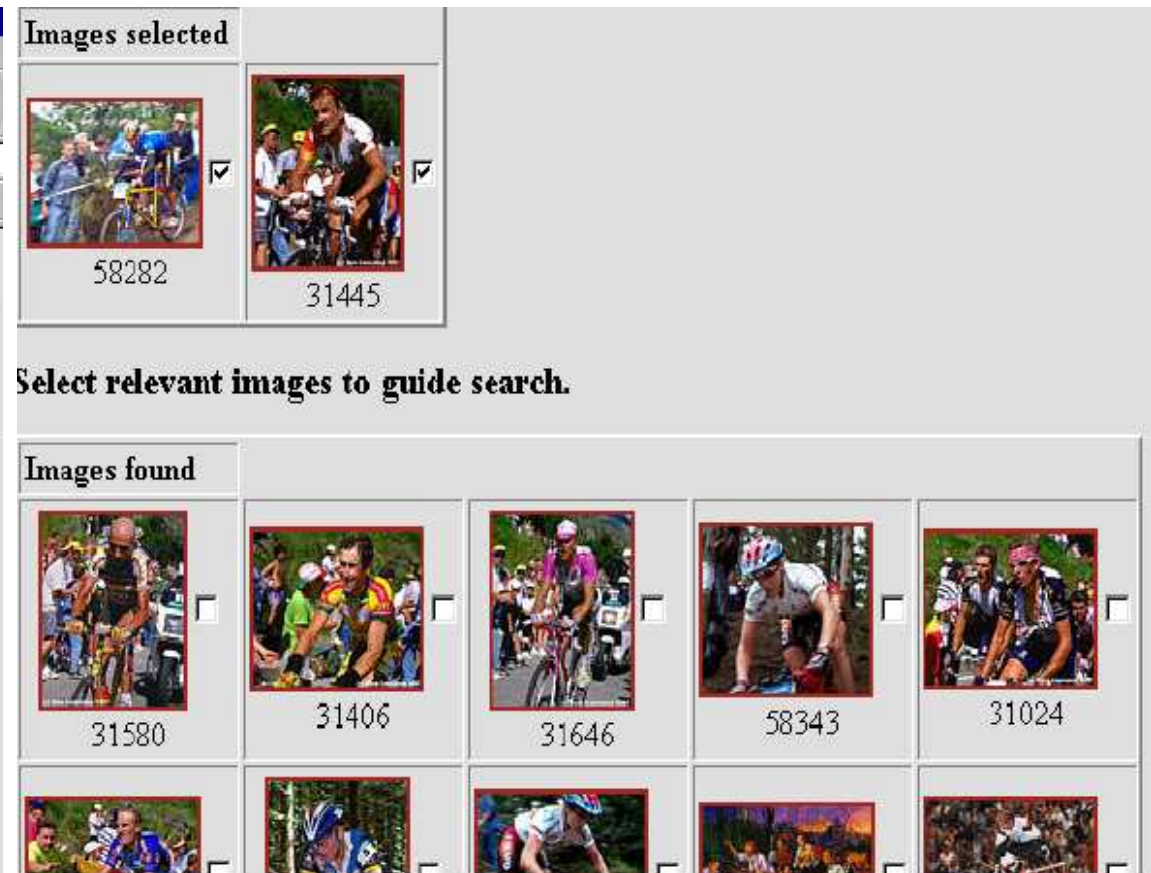 Images selected
58282
31445
Select relevant images to guide search.
Images found
31580
31406
31646
58343
31024